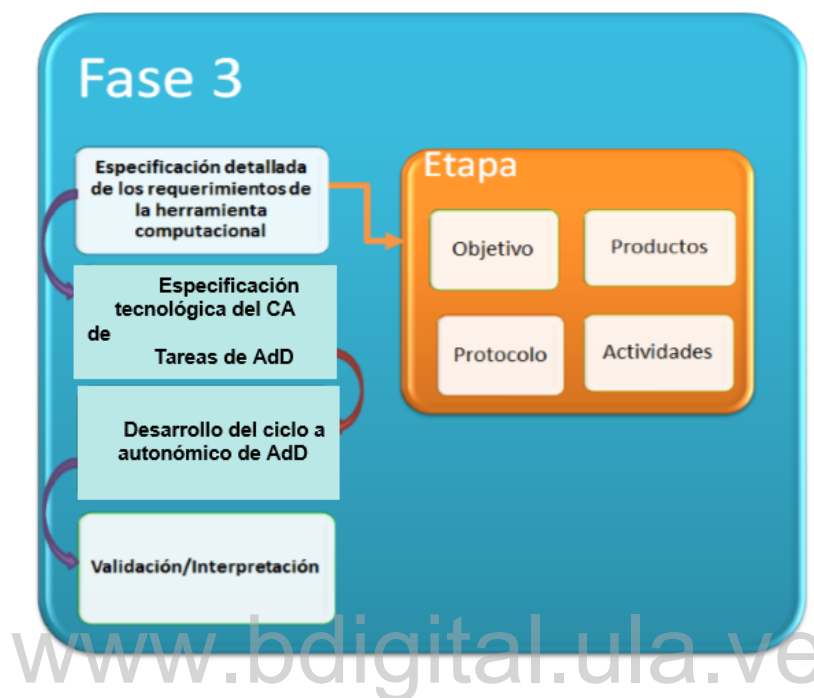 Fase 3
Especificación detallada
de los requerimientos de
la herramienta
computacional
Especificación
tecnológica del CA
de
Tareas de AdD
Desarrollo del ciclo a
autonómico de AdD
Validación/Interpretación
Etapa
Objetivo
Productos
Protocolo
Actividades
www.bdigital.ula.ve